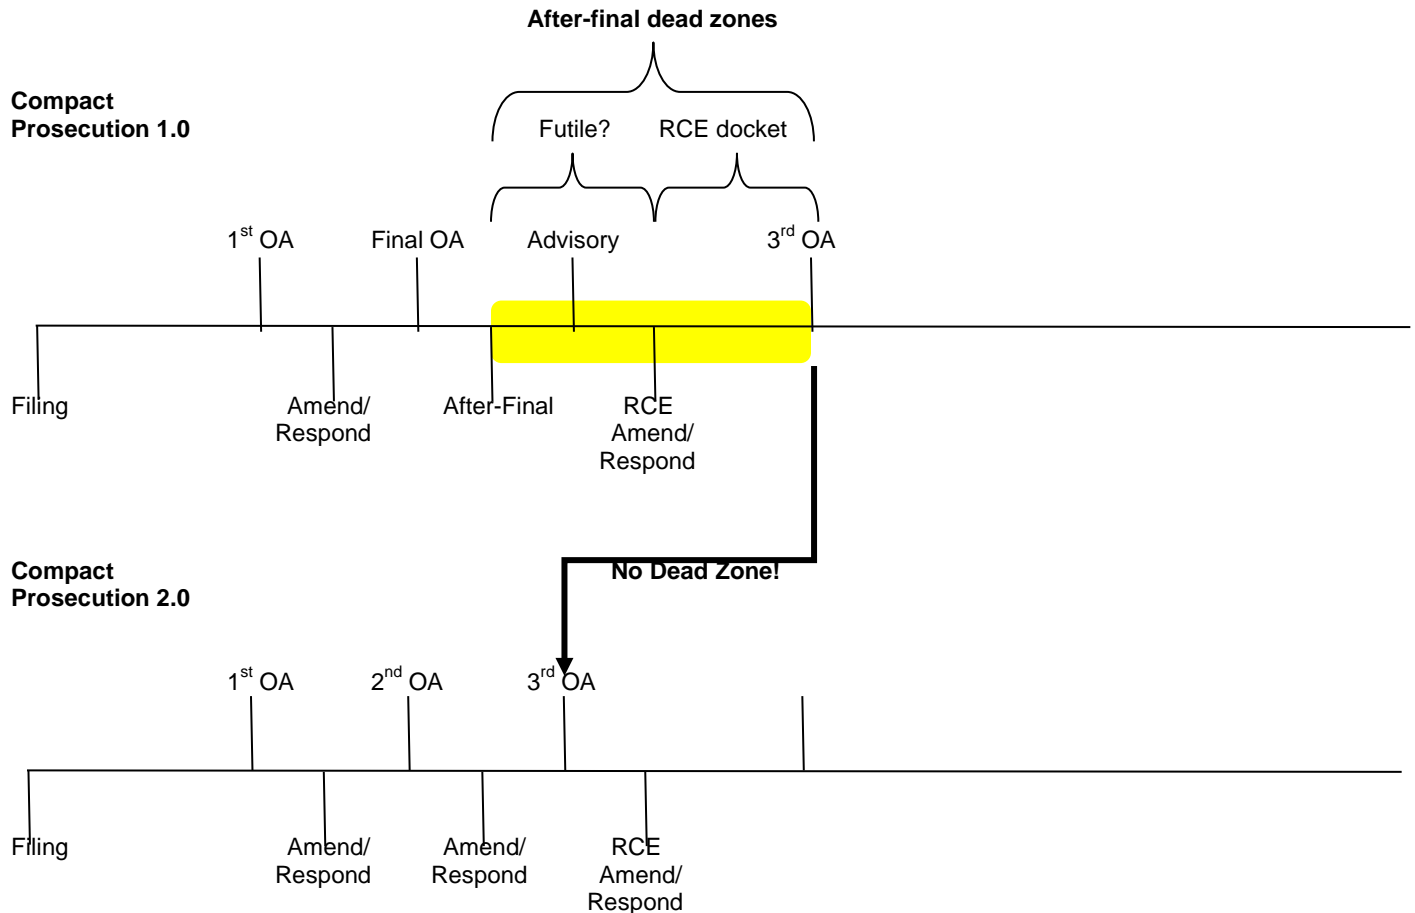 After-final dead zones
Compact
Prosecution 1.0
Futile? RCE docket
1st OA Final OA Advisory 3rd OA
Filing Amend/ After-Final RCE
Respond Amend/
Respond
Compact No Dead Zone!
Prosecution 2.0
1st OA 2nd OA 3rd OA
Filing Amend/ Amend/ RCE
Respond Respond Amend/
Respond